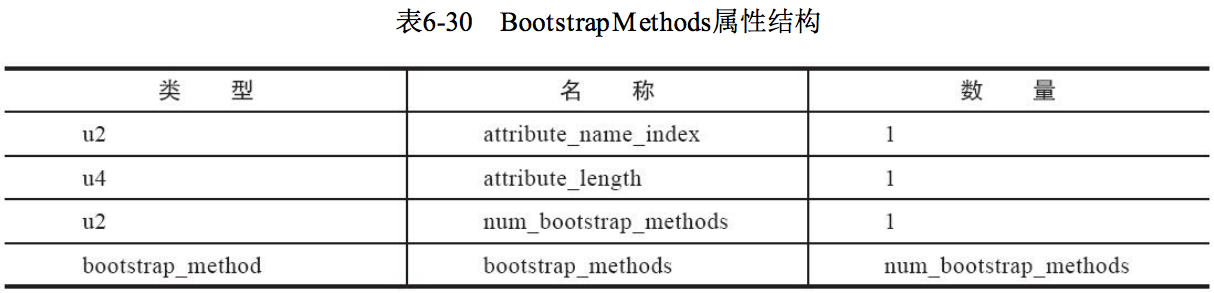 表6-30 BootstrapMethods属性结构
类 型 名 称 数 量
u2 attribute_name_index 1
u4 attribute_length 1
u2 num_bootstrap_methods 1
bootstrap_method bootstrap_methods num_bootstrap_methods